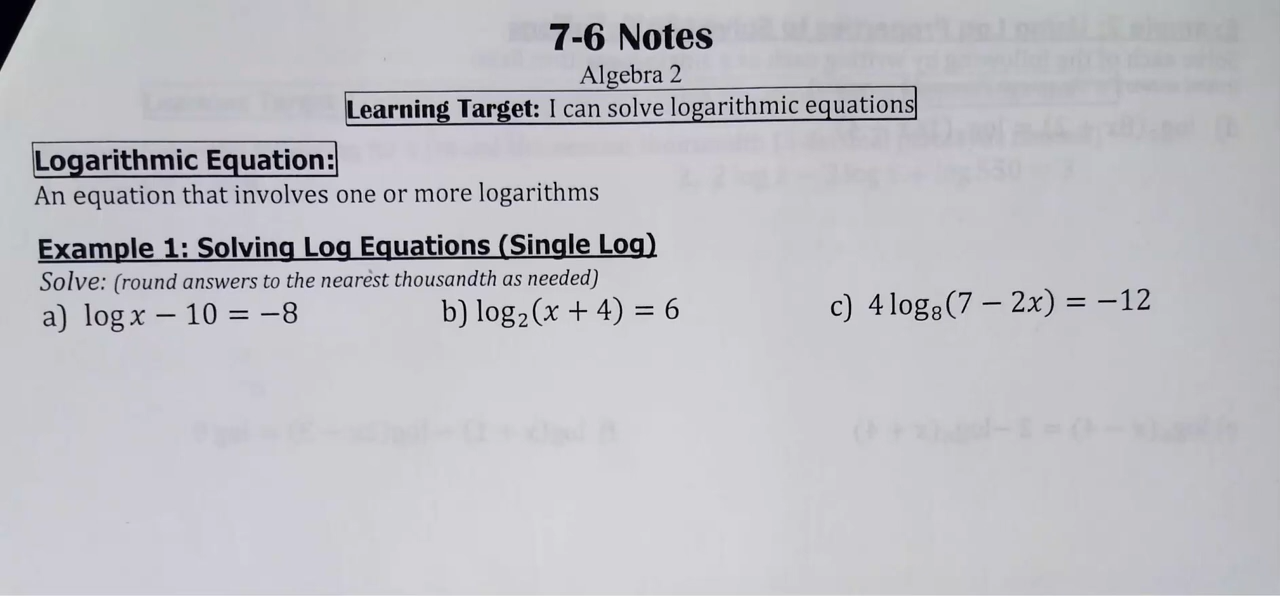 7-6 Notes
Algebra 2
Learning Target: I can solve logarithmic equations
Logarithmic Equation:
An equation that involves one or more logarithms
Example 1: Solving Log Equations (Single Log)
Solve: (round answers to the nearest thousandth as needed)
a) log x − 10 = −8 b) log₂(x + 4) = 6 c) 4 log₈(7 − 2x) = −12